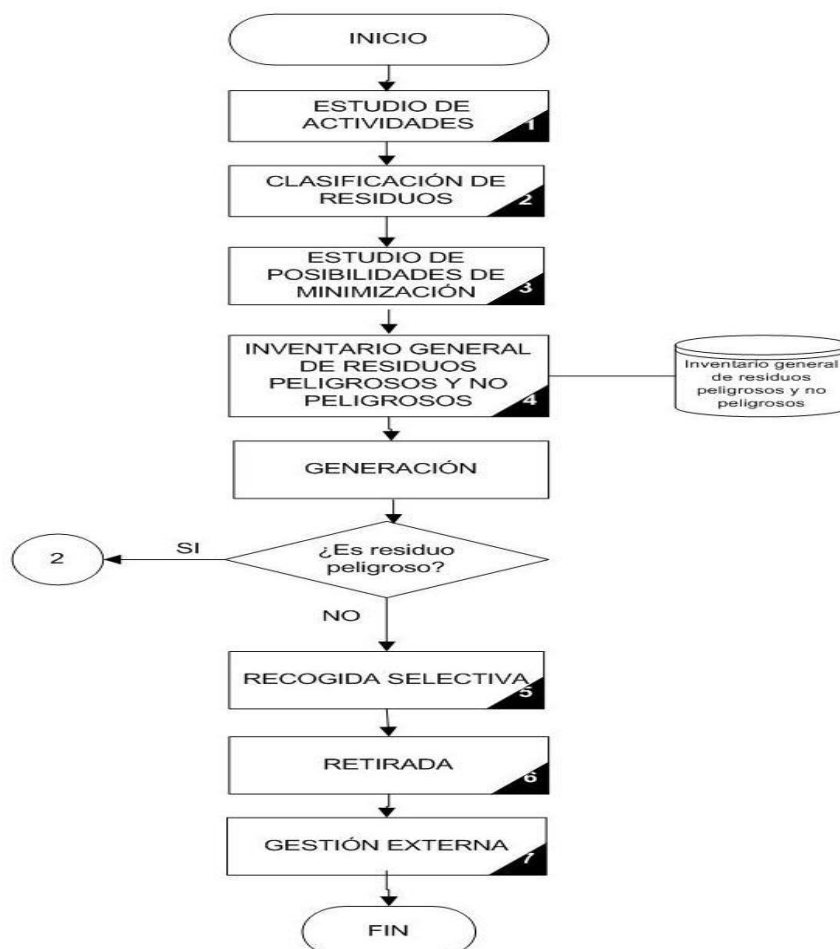 INICIO
ESTUDIO DE
ACTIVIDADES
1
CLASIFICACIÓN DE
RESIDUOS
2
ESTUDIO DE
POSIBILIDADES DE
MINIMIZACIÓN
3
INVENTARIO GENERAL
DE RESIDUOS
PELIGROSOS Y NO
PELIGROSOS
4
Inventario general
de residuos
peligrosos y no
peligrosos
GENERACIÓN
¿Es residuo
peligroso?
SI
2
NO
RECOGIDA SELECTIVA
5
RETIRADA
6
GESTIÓN EXTERNA
7
FIN